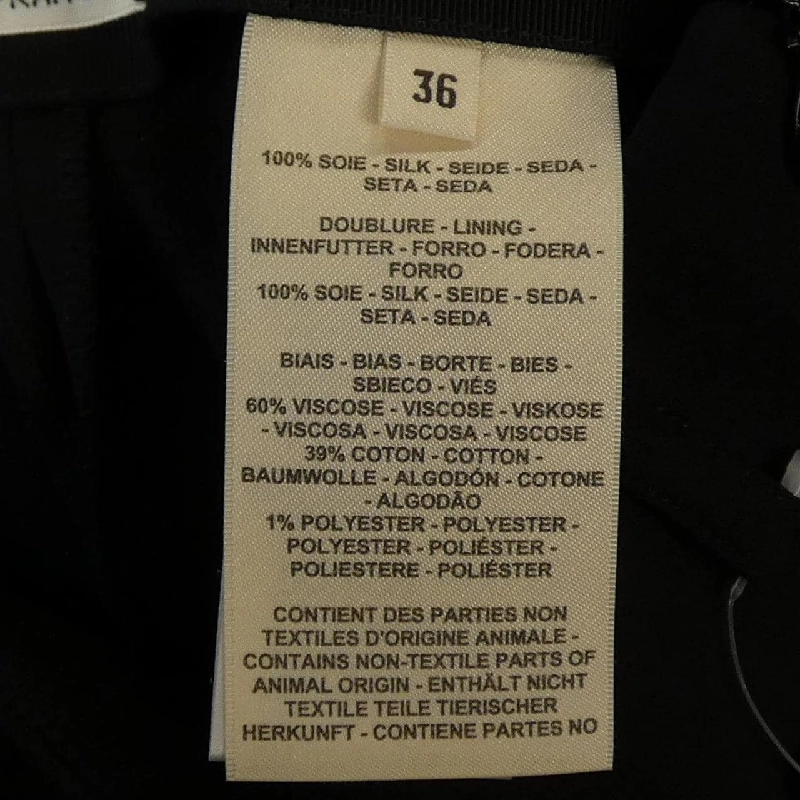 36
100% SOIE - SILK - SEIDE - SEDA -
SETA - SEDA
DOUBLURE - LINING -
INNENFUTTER - FORRO - FODERA -
FORRO
100% SOIE - SILK - SEIDE - SEDA -
SETA - SEDA
BIAIS - BIAS - BORTE - BIES -
SBIECO - VIÉS
60% VISCOSE - VISCOSE - VISKOSE
- VISCOSA - VISCOSA - VISCOSE
39% COTON - COTTON -
BAUMWOLLE - ALGODÓN - COTONE
- ALGODÃO
1% POLYESTER - POLYESTER -
POLYESTER - POLIÉSTER -
POLIESTERE - POLIÉSTER
CONTIENT DES PARTIES NON
TEXTILES D'ORIGINE ANIMALE -
CONTAINS NON-TEXTILE PARTS OF
ANIMAL ORIGIN - ENTHÄLT NICHT
TEXTILE TEILE TIERISCHER
HERKUNFT - CONTIENE PARTES NO